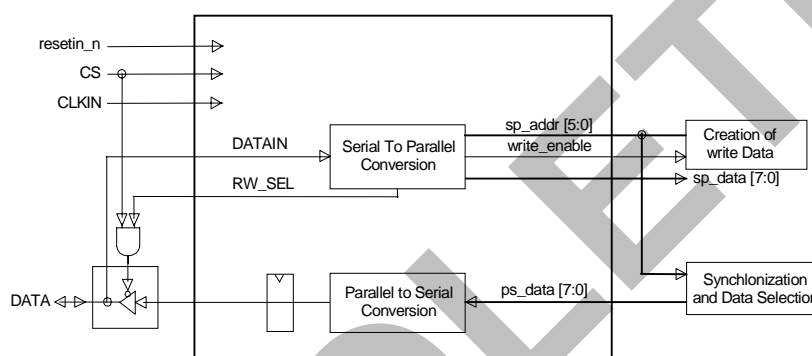 resetin_n
CS
CLKIN
DATAIN
Serial To Parallel
Conversion
sp_addr [5:0]
write_enable
sp_data [7:0]
Creation of
write Data
RW_SEL
DATA
Parallel to Serial
Conversion
ps_data [7:0]
Synchlonization
and Data Selection